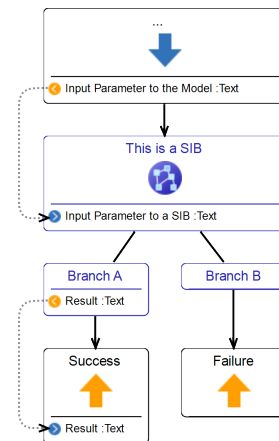 ...
Input Parameter to the Model :Text
This is a SIB
Input Parameter to a SIB :Text
Branch A
Branch B
Result :Text
Success
Failure
Result :Text